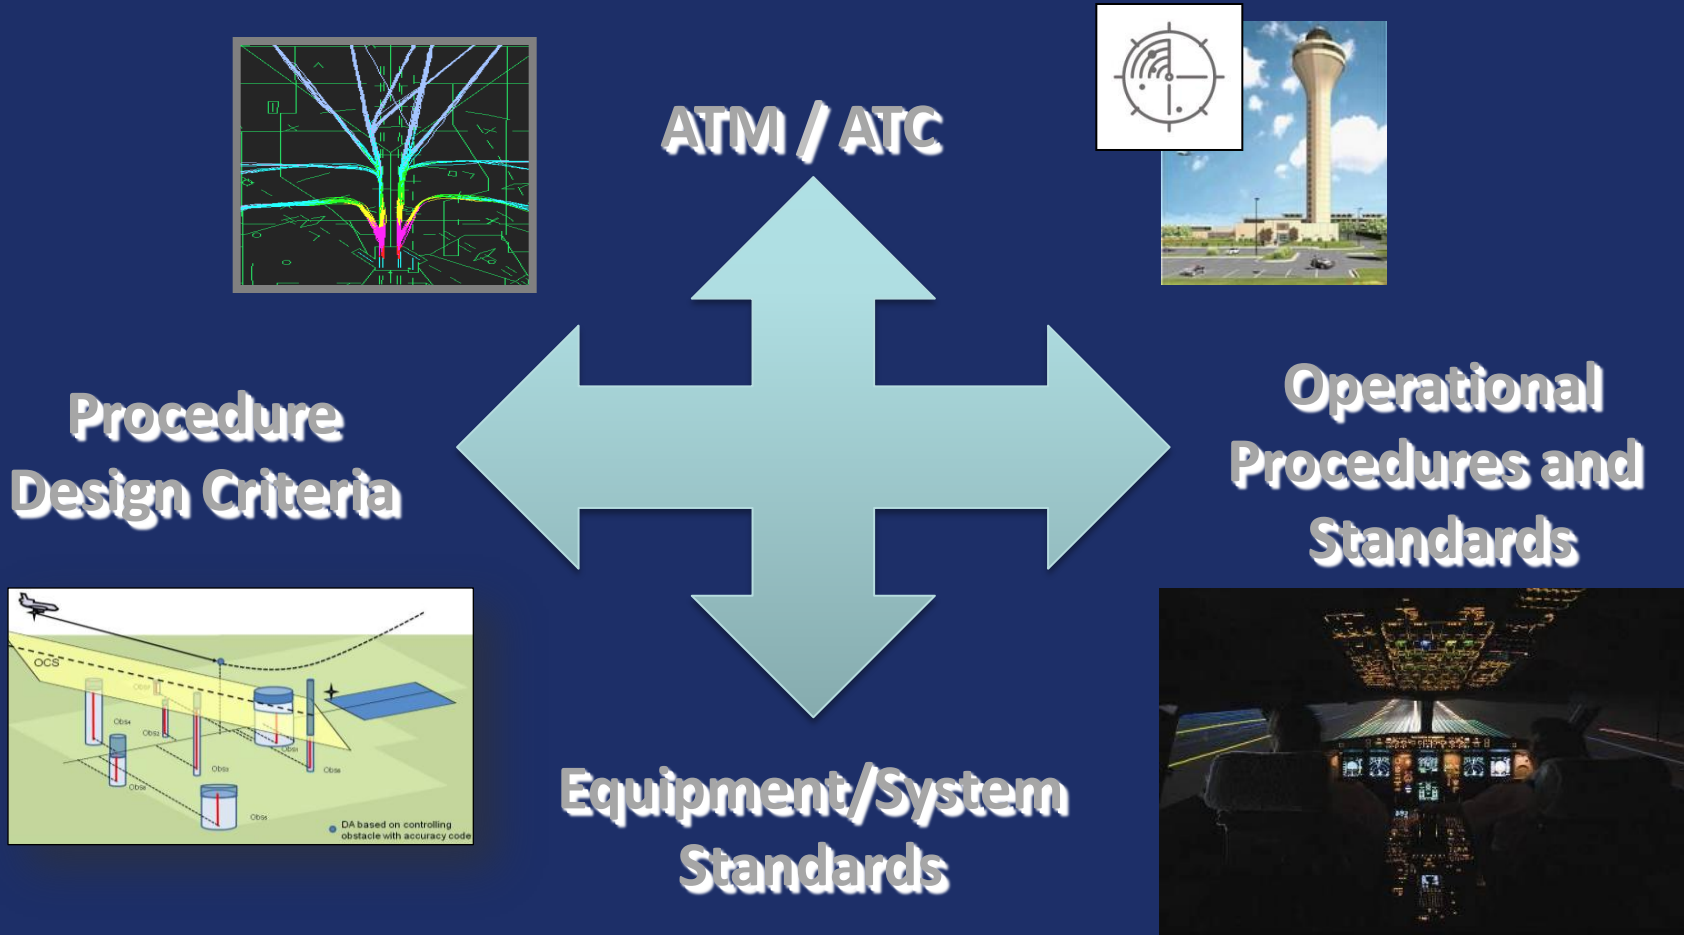 ATM / ATC
Procedure
Design Criteria
Operational
Procedures and
Standards
OCS
DA based on controlling
obstacle with accuracy code
Equipment/System
Standards